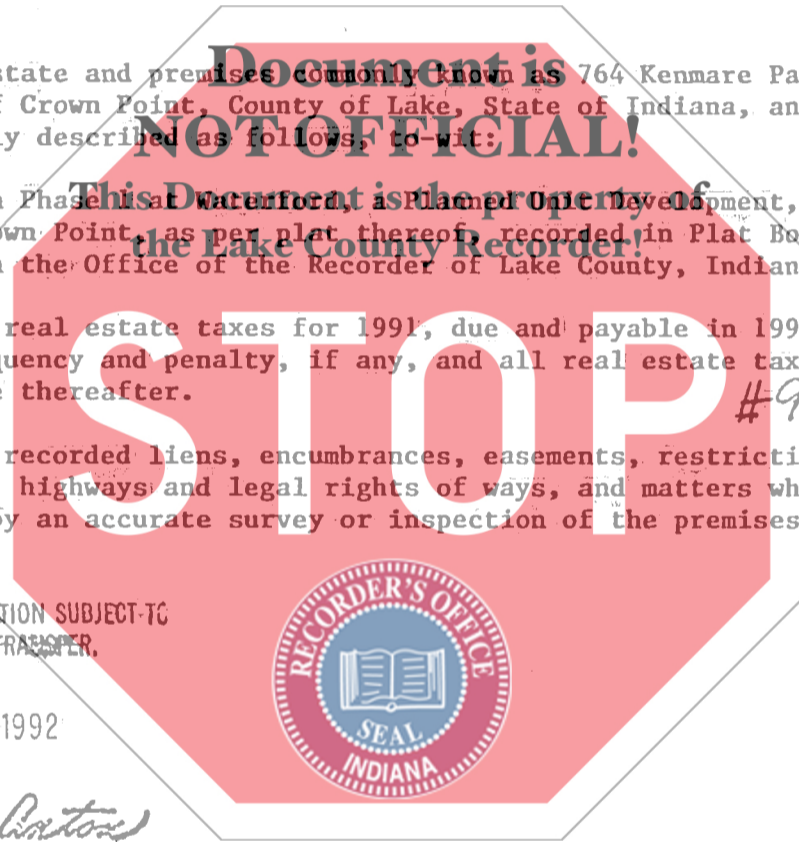 Document is
state and premises commonly known as 764 Kenmare Pa
f Crown Point, County of Lake, State of Indiana, an
NOT OFFICIAL!
y described as follows, to-wit:
This Document is the property of
Phase 1 at Waterford, a Planned Unit Development,
own Point, as per plat thereof, recorded in Plat Bo
the Lake County Recorder!
n the Office of the Recorder of Lake County, Indian
real estate taxes for 1991, due and payable in 199
quency and penalty, if any, and all real estate tax
e thereafter.
#9
STOP
recorded liens, encumbrances, easements, restricti
highways and legal rights of ways, and matters wh
by an accurate survey or inspection of the premises
RECORDER'S OFFICE
TION SUBJECT TO
TRANSFER.
SEAL
INDIANA
1992